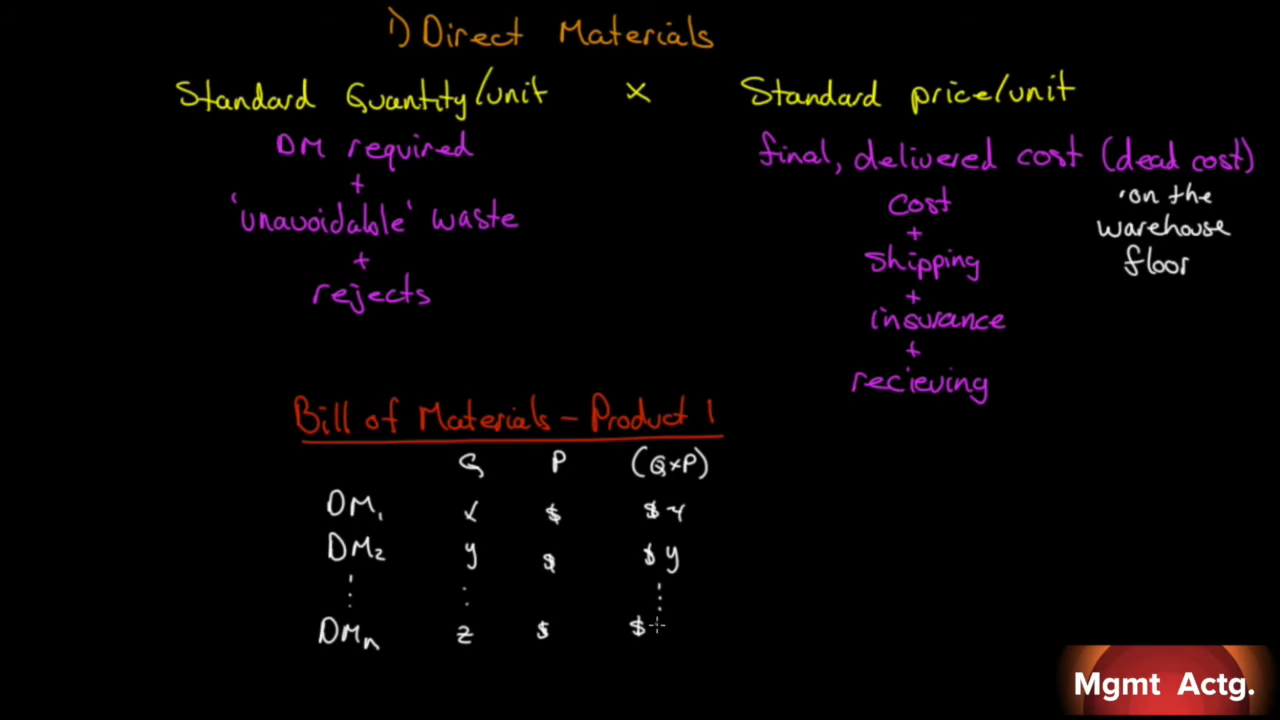 1) Direct Materials
Standard Quantity/unit × Standard price/unit
DM required
+
'unavoidable' waste
+
rejects
final, delivered cost (dead cost)
cost
+
shipping
+
insurance
+
recieving
'on the
warehouse
floor
Bill of Materials – Product 1
Q P (Q×P)
DM1 x $ $ x
DM2 y $ $ y
⋮ ⋮ ⋮
DMn z $ $
Mgmt Actg.